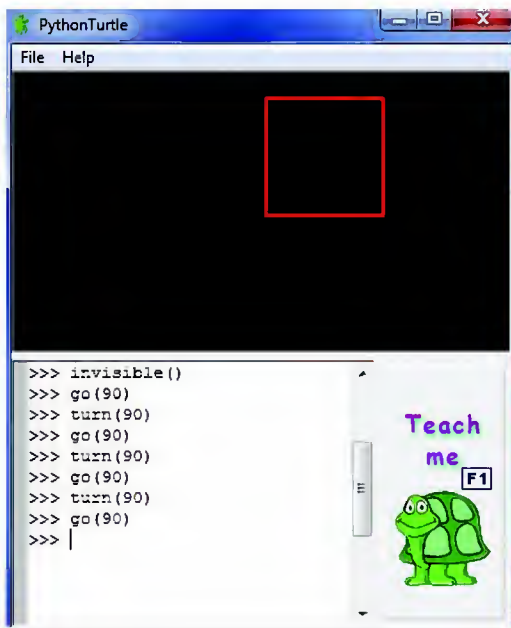 PythonTurtle
File Help
>>> invisible()
>>> go(90)
>>> turn(90)
>>> go(90)
>>> turn(90)
>>> go(90)
>>> turn(90)
>>> go(90)
>>>
Teach
me
F1